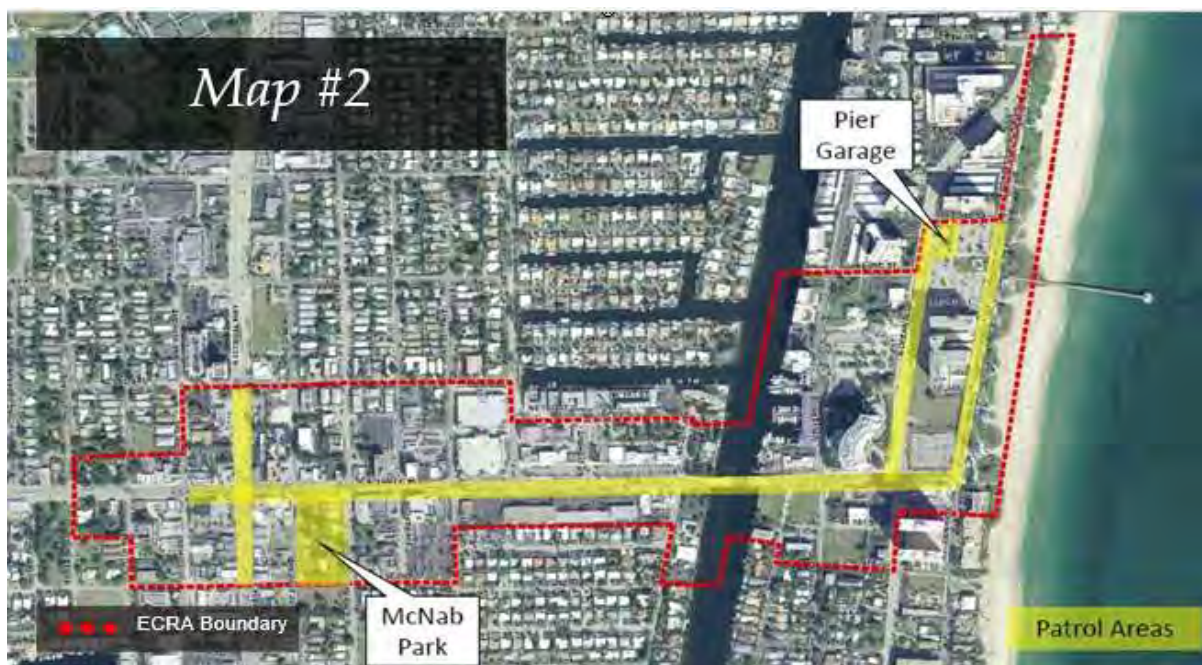 Map #2
Pier
Garage
McNab
Park
ECRA Boundary
Patrol Areas